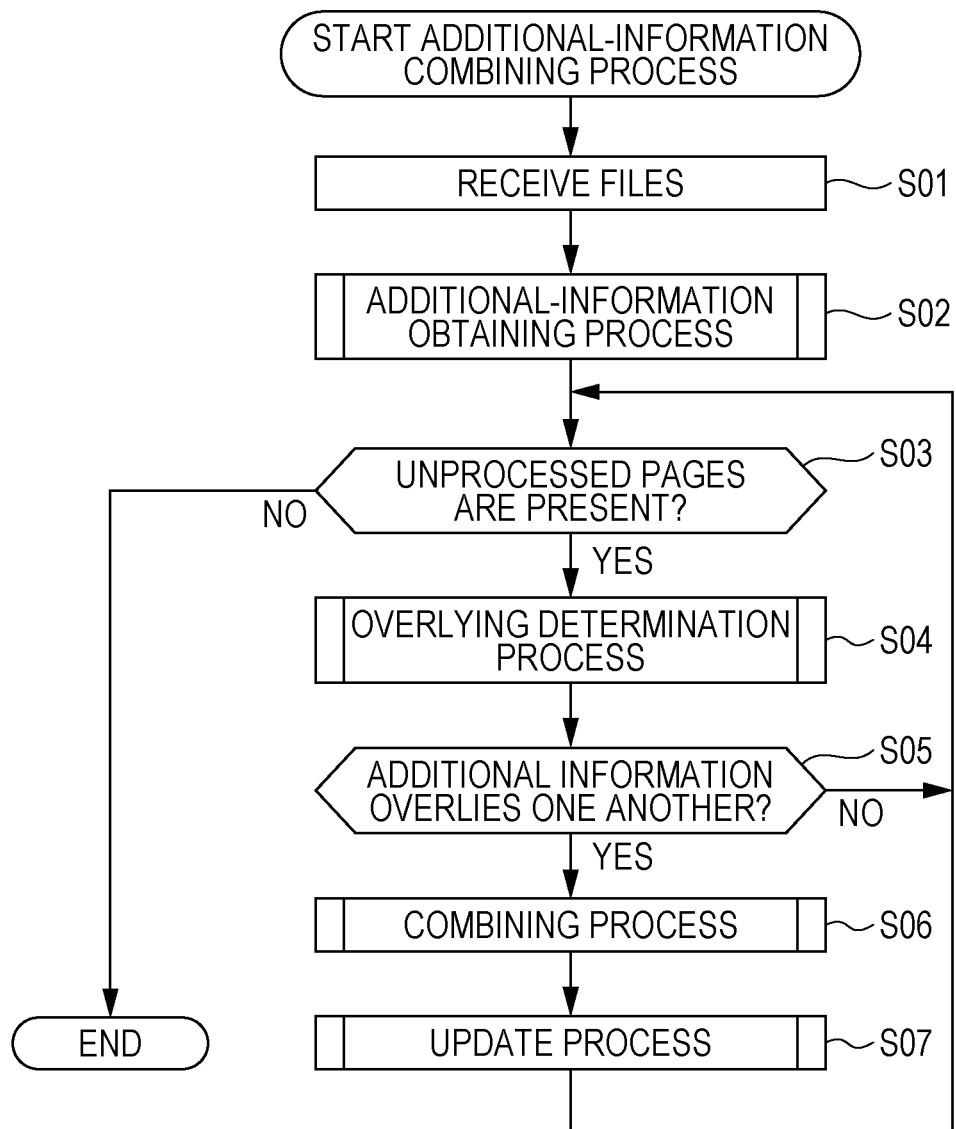 START ADDITIONAL-INFORMATION
COMBINING PROCESS
RECEIVE FILES
S01
ADDITIONAL-INFORMATION
OBTAINING PROCESS
S02
UNPROCESSED PAGES
ARE PRESENT?
S03
NO
YES
OVERLYING DETERMINATION
PROCESS
S04
ADDITIONAL INFORMATION
OVERLIES ONE ANOTHER?
S05
NO
YES
COMBINING PROCESS
S06
END
UPDATE PROCESS
S07